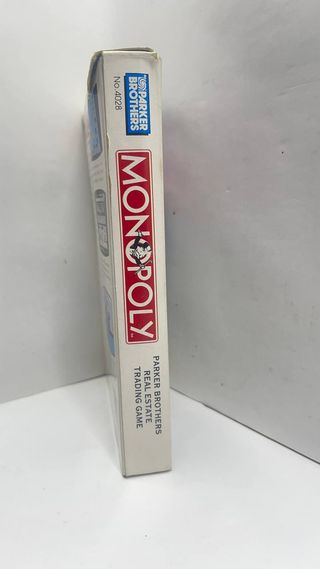 PARKER
BROTHERS
No. 4028
MONOPOLY
PARKER BROTHERS
REAL ESTATE
TRADING GAME